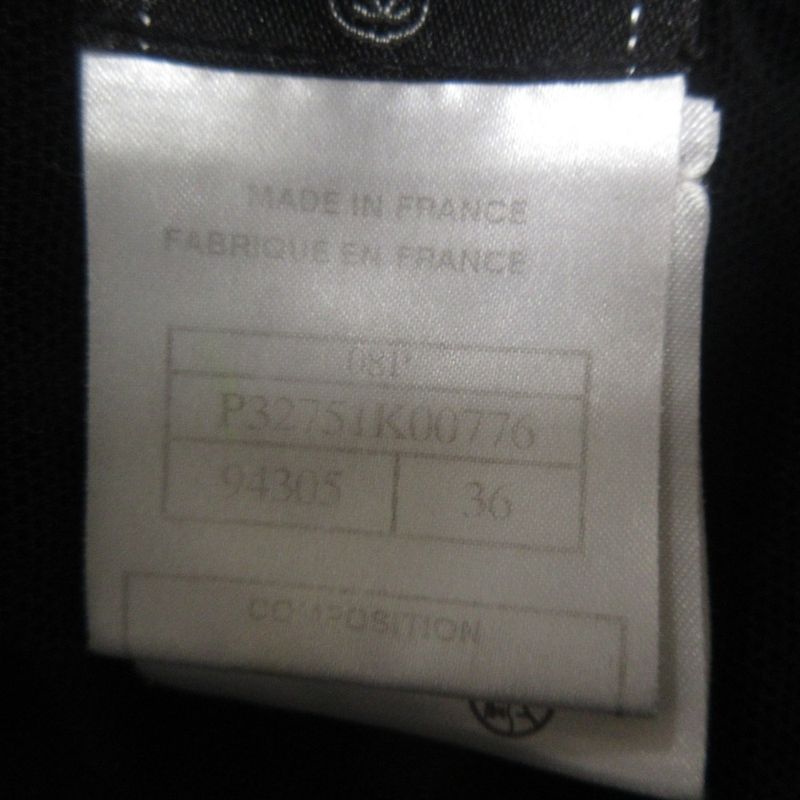 MADE IN FRANCE
FABRIQUE EN FRANCE
08P
P32751K00776
94305 36
COMPOSITION